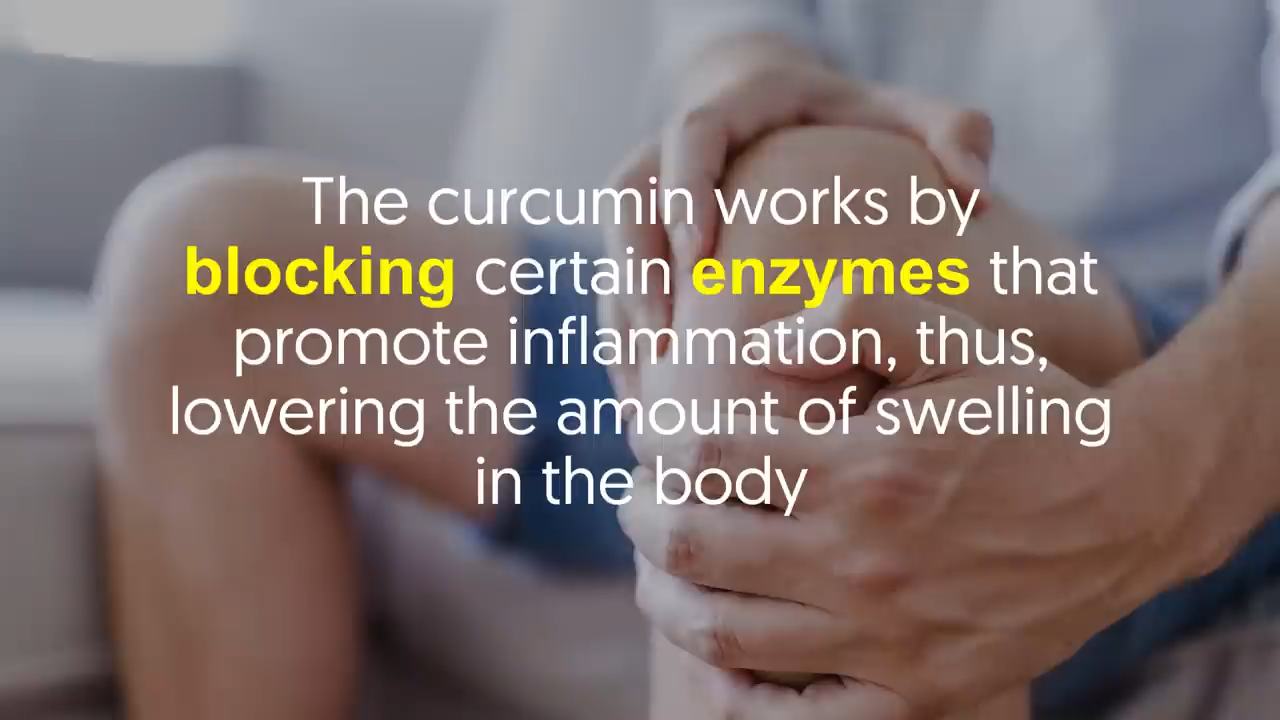 The curcumin works by
blocking certain enzymes that
promote inflammation, thus,
lowering the amount of swelling
in the body